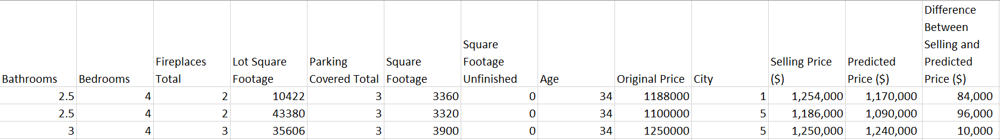 Bathrooms	Bedrooms	Fireplaces Total	Lot Square Footage	Parking Covered Total	Square Footage	Square Footage Unfinished	Age	Original Price	City	Selling Price ($)	Predicted Price ($)	Difference Between Selling and Predicted Price ($)
2.5	4	2	10422	3	3360	0	34	1188000	1	1,254,000	1,170,000	84,000
2.5	4	2	43380	3	3320	0	34	1100000	5	1,186,000	1,090,000	96,000
3	4	3	35606	3	3900	0	34	1250000	5	1,250,000	1,240,000	10,000